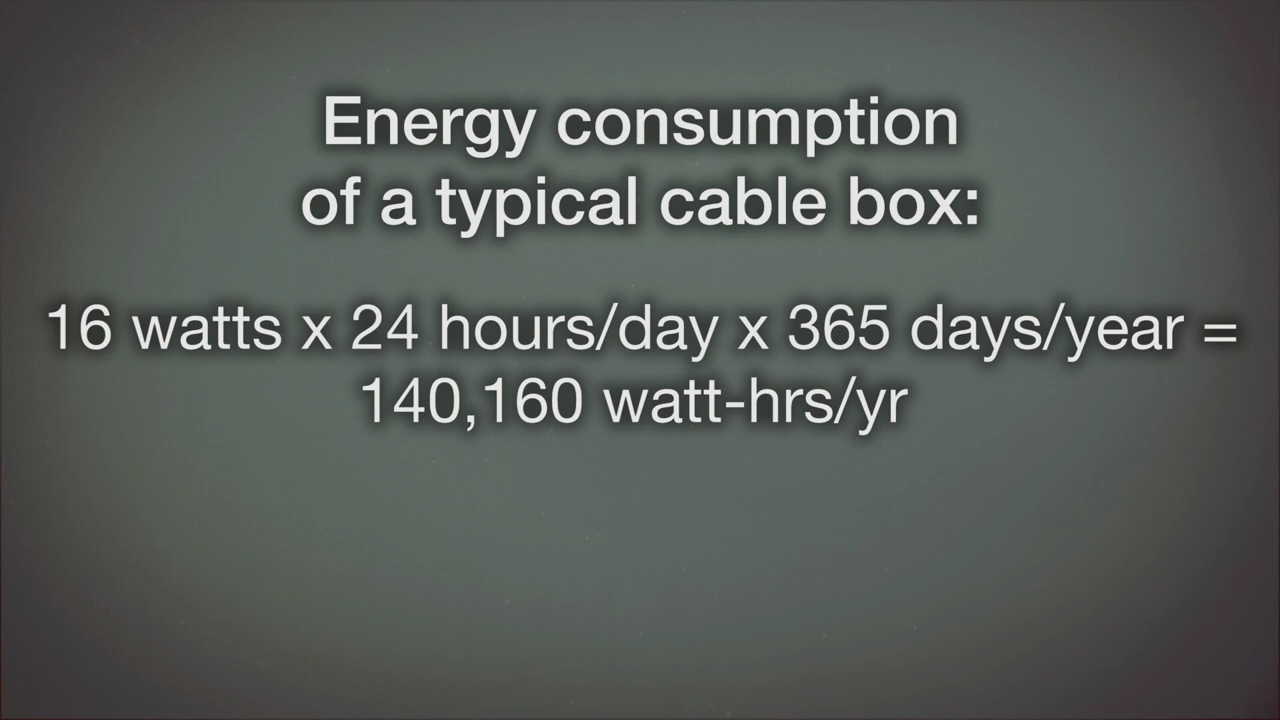 Energy consumption
of a typical cable box:
16 watts x 24 hours/day x 365 days/year =
140,160 watt-hrs/yr